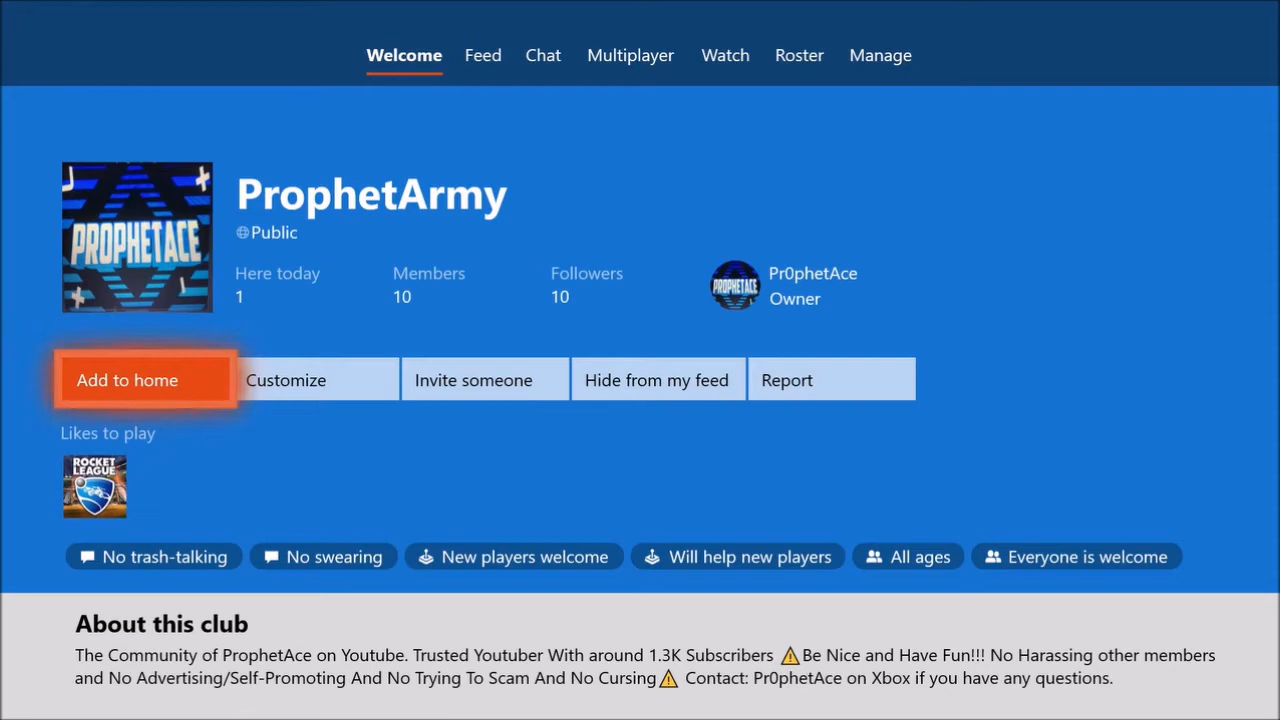 Welcome Feed Chat Multiplayer Watch Roster Manage
PROPHETACE
ProphetArmy
Public
Here today Members Followers
1 10 10
PROPHETACE
Pr0phetAce
Owner
Add to home Customize Invite someone Hide from my feed Report
Likes to play
ROCKET
LEAGUE
No trash-talking No swearing New players welcome Will help new players All ages Everyone is welcome
About this club
The Community of ProphetAce on Youtube. Trusted Youtuber With around 1.3K Subscribers ⚠Be Nice and Have Fun!!! No Harassing other members
and No Advertising/Self-Promoting And No Trying To Scam And No Cursing⚠ Contact: Pr0phetAce on Xbox if you have any questions.